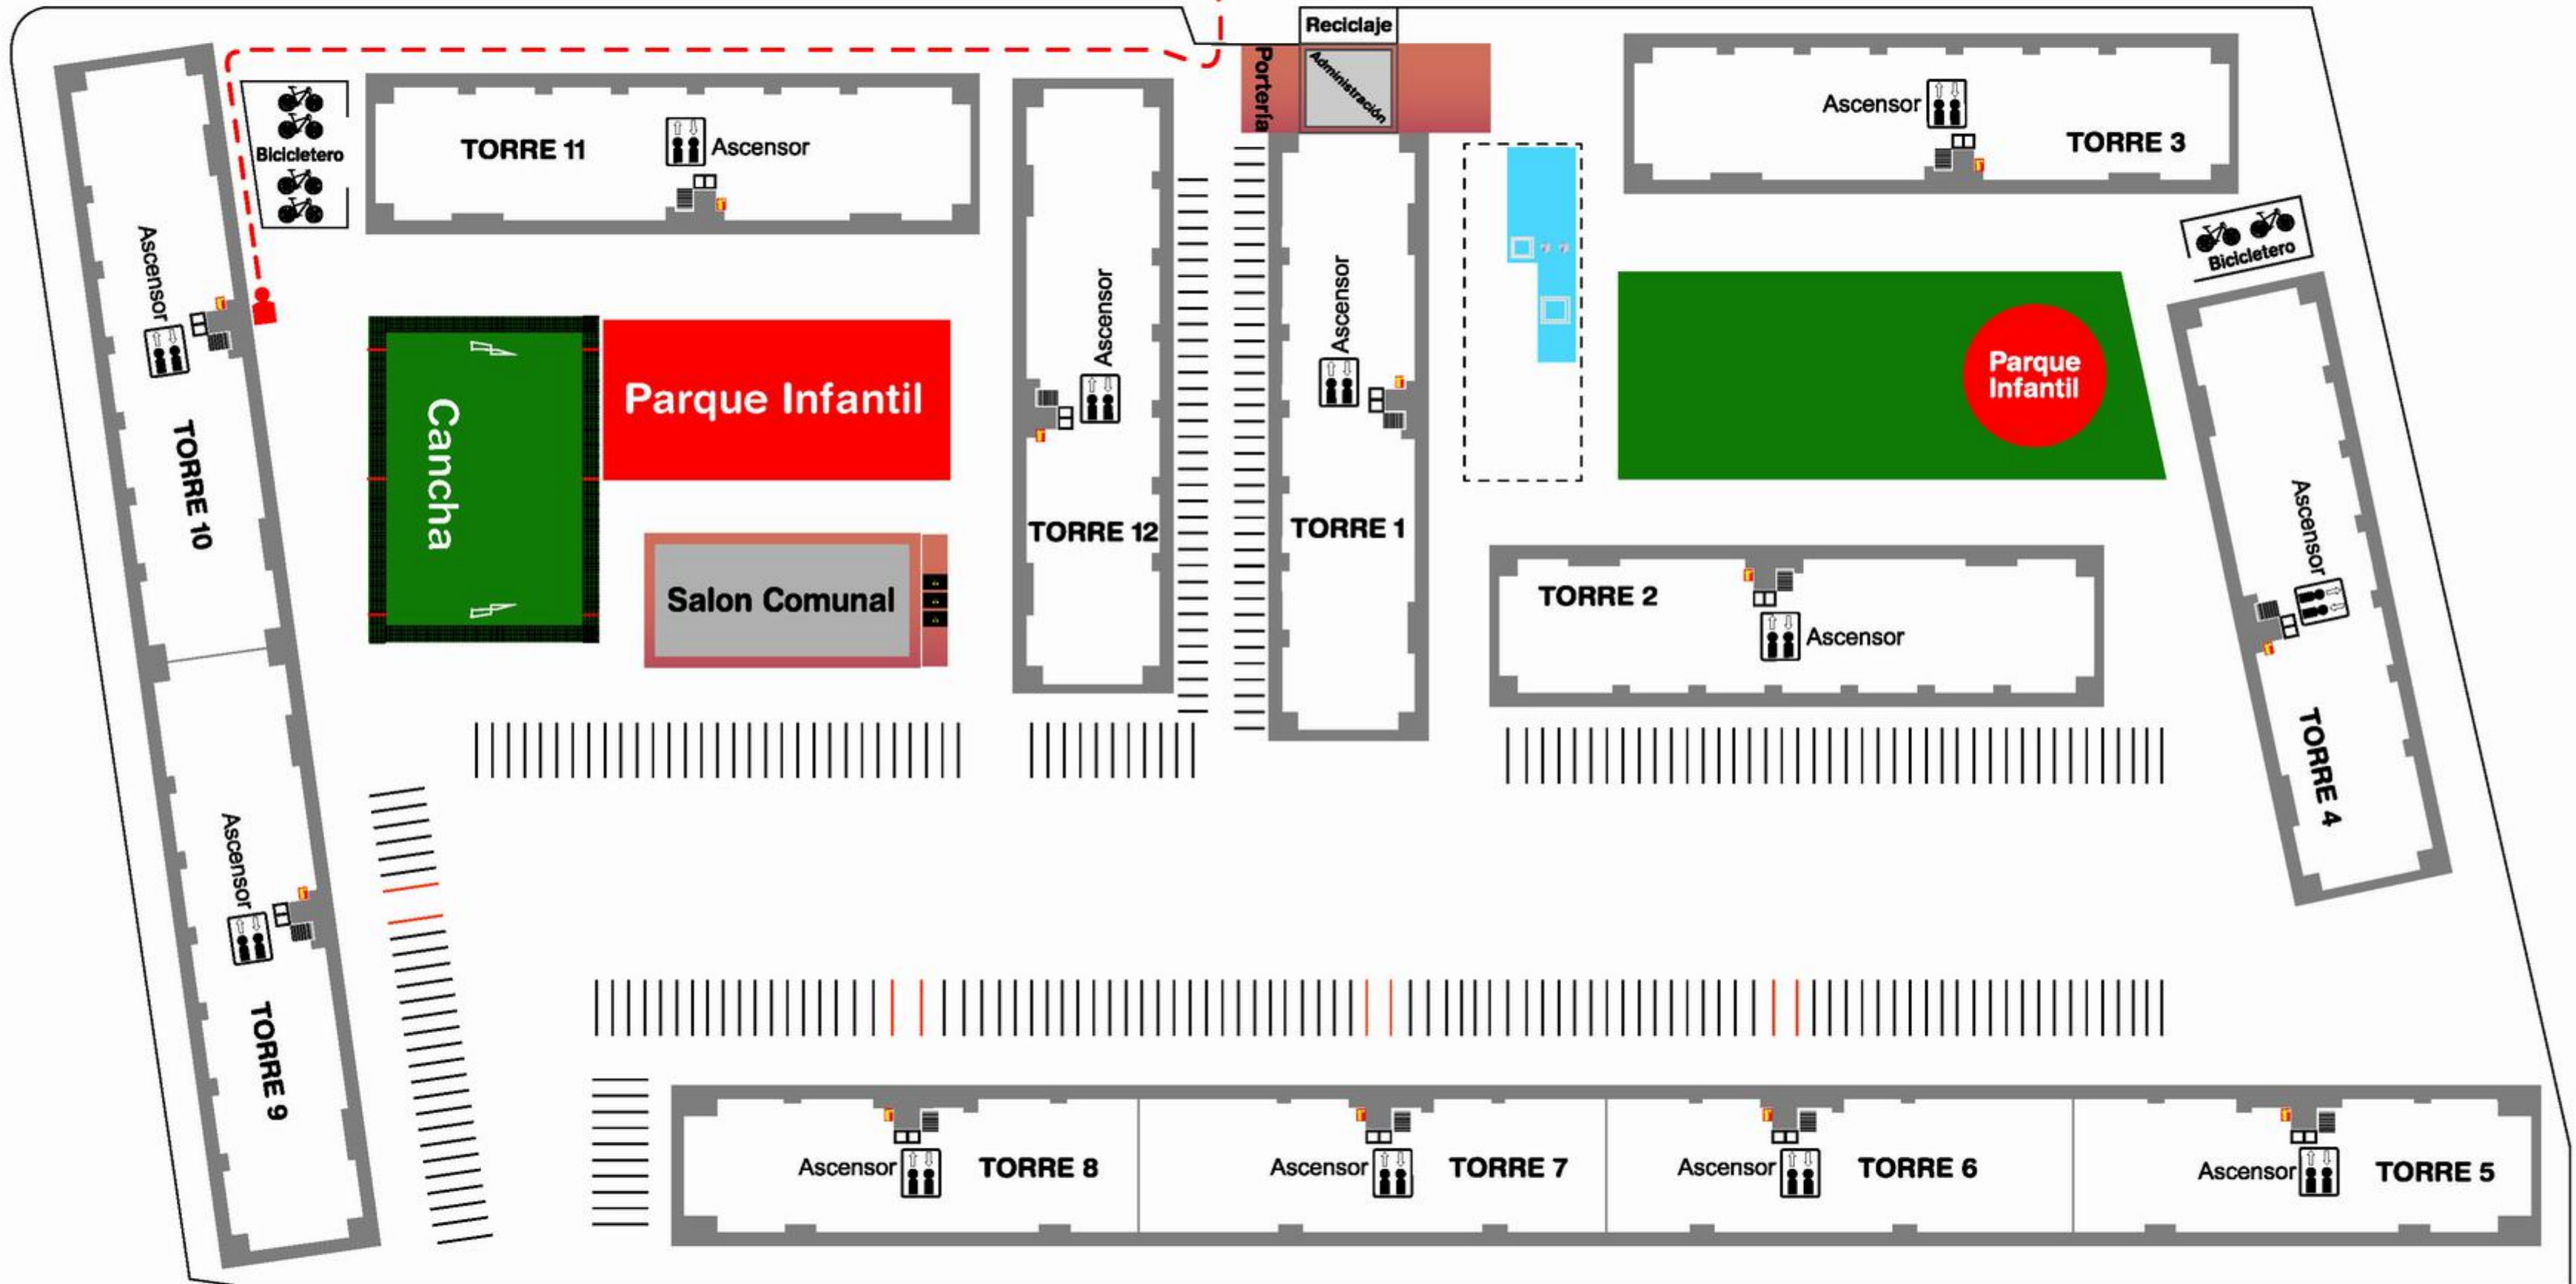 Reciclaje
Portería
Administración
Ascensor
TORRE 3
Bicicletero
TORRE 11
Ascensor
Ascensor
TORRE 10
Cancha
Parque Infantil
Salon Comunal
Ascensor
TORRE 12
Ascensor
TORRE 1
Parque
Infantil
Bicicletero
TORRE 2
Ascensor
Ascensor
TORRE 4
Ascensor
TORRE 9
Ascensor
TORRE 8
Ascensor
TORRE 7
Ascensor
TORRE 6
Ascensor
TORRE 5